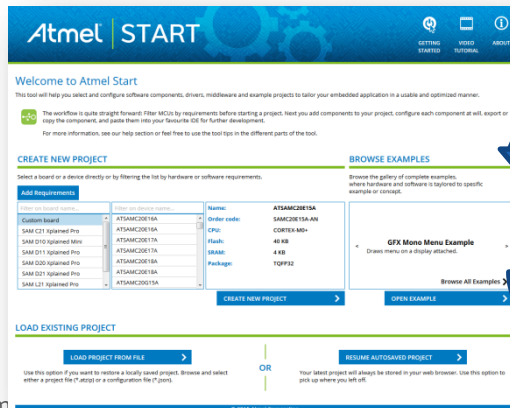 Atmel START
GETTING STARTED
VIDEO TUTORIAL
ABOUT
Welcome to Atmel Start
This tool will help you select and configure software components, drivers, middleware and example projects to tailor your embedded application in a usable and optimized manner.
The workflow is quite straight forward: Filter MCUs by requirements before starting a project. Next you add components to your project, configure each component at will, export or
copy the component, and paste them into your favourite IDE for further development.
For more information, see our help section or feel free to use the tool tips in the different parts of the tool.
CREATE NEW PROJECT
Select a board or a device directly or by filtering the list by hardware or software requirements.
Add Requirements
Filter on board name...
Custom board
SAM C21 Xplained Pro
SAM D10 Xplained Mini
SAM D11 Xplained Pro
SAM D20 Xplained Pro
SAM D21 Xplained Pro
SAM L21 Xplained Pro
Filter on device name...
ATSAMC20E16A
ATSAMC20E15A
ATSAMC20E17A
ATSAMC20E17A
ATSAMC20E18A
ATSAMC20E18A
ATSAMC20G15A
Name: ATSAMC20E15A
Order code: SAMC20E15A-AN
CPU: CORTEX-M0+
Flash: 40 KB
SRAM: 4 KB
Package: TQFP32
CREATE NEW PROJECT
BROWSE EXAMPLES
Browse the gallery of complete examples,
where hardware and software is taylored to specific
example or concept.
GFX Mono Menu Example
Draws menu on a display attached.
Browse All Examples
OPEN EXAMPLE
LOAD EXISTING PROJECT
LOAD PROJECT FROM FILE
Use this option if you want to restore a locally saved project. Browse and select
either a project file (*.atzip) or a configuration file (*.json).
OR
RESUME AUTOSAVED PROJECT
Your latest project will always be stored in your web browser. Use this option to
pick up where you left off.